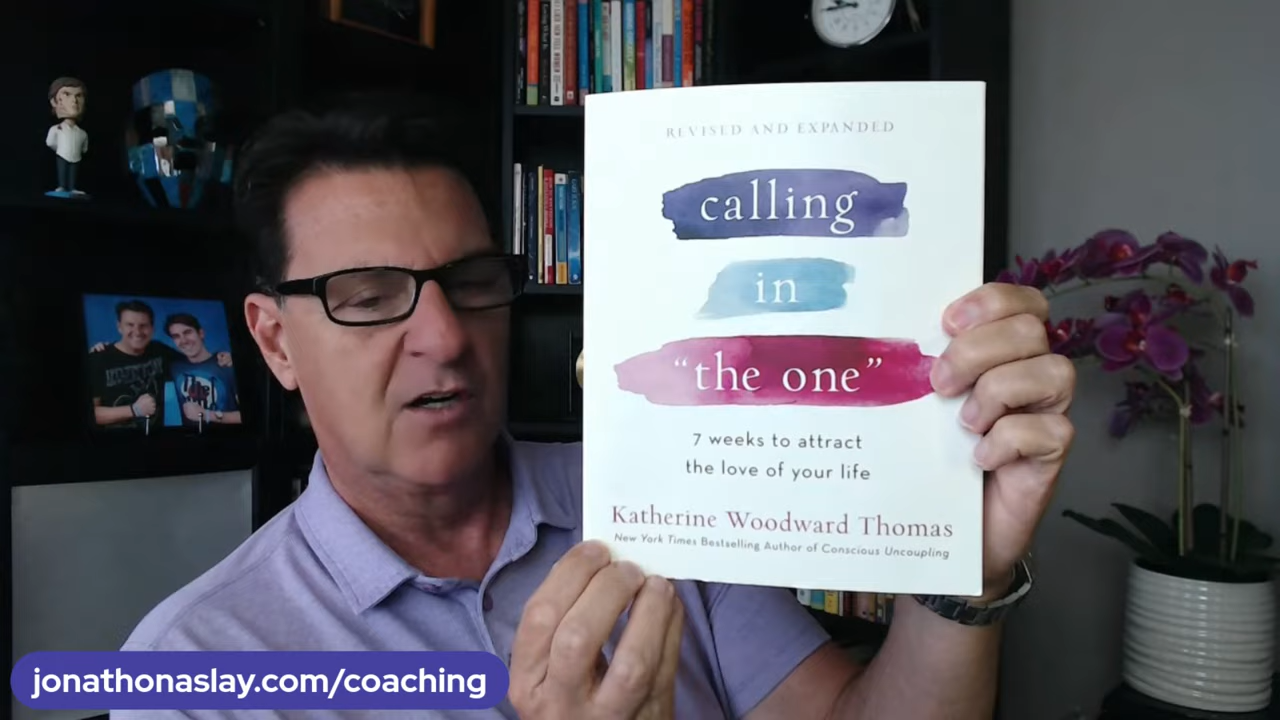 REVISED AND EXPANDED
calling
in
“the one”
7 weeks to attract
the love of your life
Katherine Woodward Thomas
New York Times Bestselling Author of Conscious Uncoupling
jonathonaslay.com/coaching